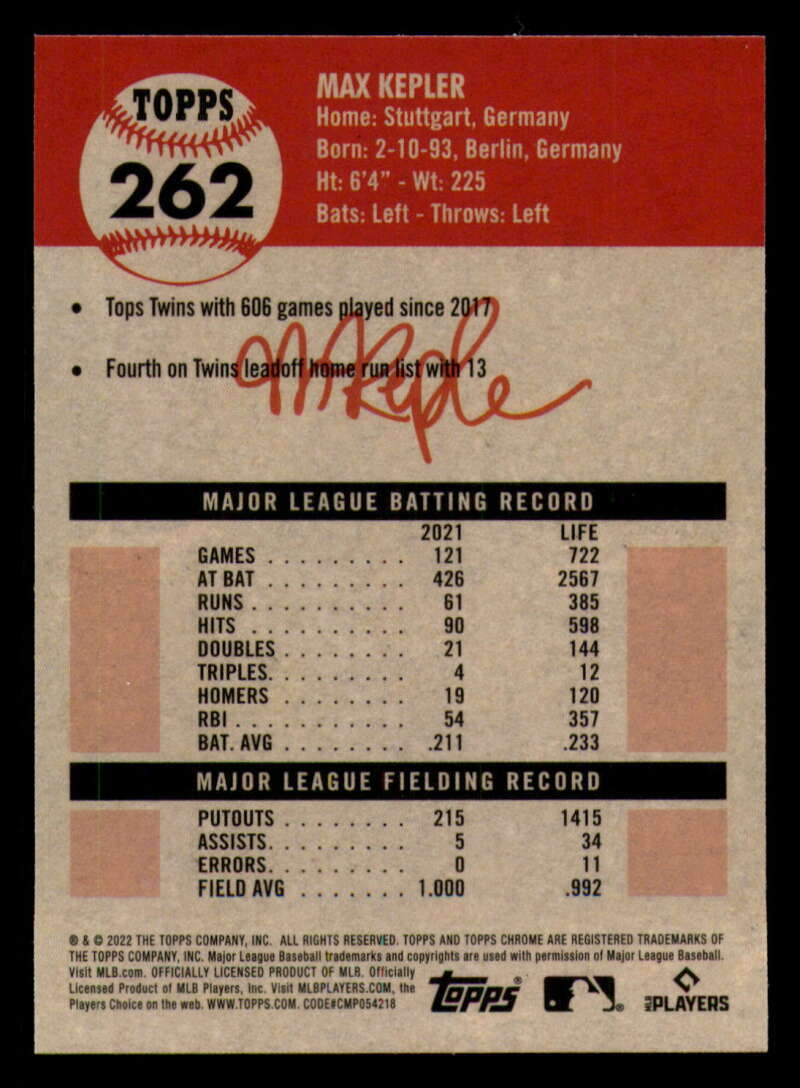 TOPPS
262
MAX KEPLER
Home: Stuttgart, Germany
Born: 2-10-93, Berlin, Germany
Ht: 6'4" - Wt: 225
Bats: Left - Throws: Left
• Tops Twins with 606 games played since 2017
• Fourth on Twins leadoff home run list with 13
M Kepler
MAJOR LEAGUE BATTING RECORD
2021 LIFE
GAMES . . . . . . . . . 121 722
AT BAT . . . . . . . . . 426 2567
RUNS . . . . . . . . . . 61 385
HITS . . . . . . . . . . 90 598
DOUBLES . . . . . . . . 21 144
TRIPLES. . . . . . . . . 4 12
HOMERS . . . . . . . . 19 120
RBI . . . . . . . . . . . 54 357
BAT. AVG . . . . . . . . .211 .233
MAJOR LEAGUE FIELDING RECORD
PUTOUTS . . . . . . . . 215 1415
ASSISTS. . . . . . . . . 5 34
ERRORS. . . . . . . . . 0 11
FIELD AVG . . . . . . . 1.000 .992
® & © 2022 THE TOPPS COMPANY, INC. ALL RIGHTS RESERVED. TOPPS AND TOPPS CHROME ARE REGISTERED TRADEMARKS OF
THE TOPPS COMPANY, INC. Major League Baseball trademarks and copyrights are used with permission of Major League Baseball.
Visit MLB.com. OFFICIALLY LICENSED PRODUCT OF MLB. Officially
Licensed Product of MLB Players, Inc. Visit MLBPLAYERS.COM, the
Players Choice on the web. WWW.TOPPS.COM. CODE#CMP054218
TOPPS®
MLB PLAYERS